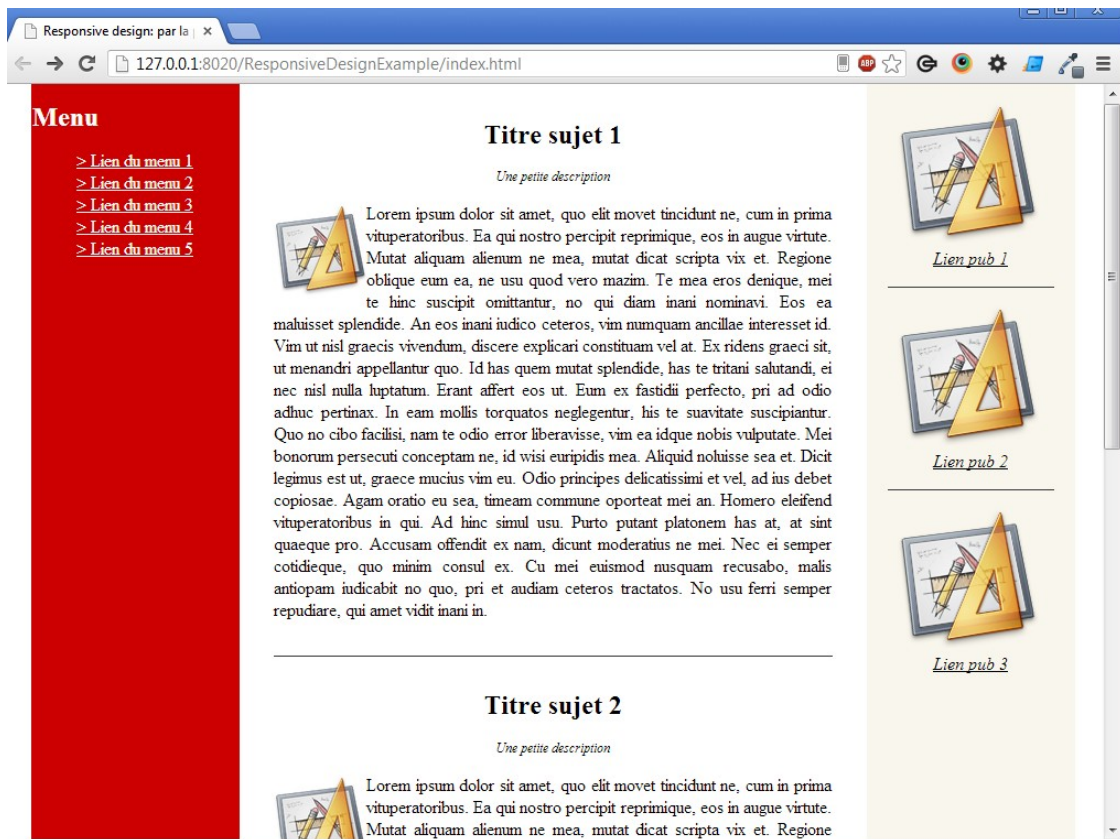 Responsive design: par la
127.0.0.1:8020/ResponsiveDesignExample/index.html
ABP
Menu
> Lien du menu 1
> Lien du menu 2
> Lien du menu 3
> Lien du menu 4
> Lien du menu 5
Titre sujet 1
Une petite description
Lorem ipsum dolor sit amet, quo elit movet tincidunt ne, cum in prima
vituperatoribus. Ea qui nostro percipit reprimique, eos in augue virtute.
Mutat aliquam alienum ne mea, mutat dicat scripta vix et. Regione
oblique eum ea, ne usu quod vero mazim. Te mea eros denique, mei
te hinc suscipit omittantur, no qui diam inani nominavi. Eos ea
maluisset splendide. An eos inani iudico ceteros, vim numquam ancillae interesset id.
Vim ut nisl graecis vivendum, discere explicari constituam vel at. Ex ridens graeci sit,
ut menandri appellantur quo. Id has quem mutat splendide, has te tritani salutandi, ei
nec nisl nulla luptatum. Erant affert eos ut. Eum ex fastidii perfecto, pri ad odio
adhuc pertinax. In eam mollis torquatos neglegentur, his te suavitate suscipiantur.
Quo no cibo facilisi, nam te odio error liberavisse, vim ea idque nobis vulputate. Mei
bonorum persecuti conceptam ne, id wisi euripidis mea. Aliquid noluisse sea et. Dicit
legimus est ut, graece mucius vim eu. Odio principes delicatissimi et vel, ad ius debet
copiosae. Agam oratio eu sea, timeam commune oporteat mei an. Homero eleifend
vituperatoribus in qui. Ad hinc simul usu. Purto putant platonem has at, at sint
quaeque pro. Accusam offendit ex nam, dicunt moderatius ne mei. Nec ei semper
cotidieque, quo minim consul ex. Cu mei euismod nusquam recusabo, malis
antiopam iudicabit no quo, pri et audiam ceteros tractatos. No usu ferri semper
repudiare, qui amet vidit inani in.
Titre sujet 2
Une petite description
Lorem ipsum dolor sit amet, quo elit movet tincidunt ne, cum in prima
vituperatoribus. Ea qui nostro percipit reprimique, eos in augue virtute.
Mutat aliquam alienum ne mea, mutat dicat scripta vix et. Regione
Lien pub 1
Lien pub 2
Lien pub 3